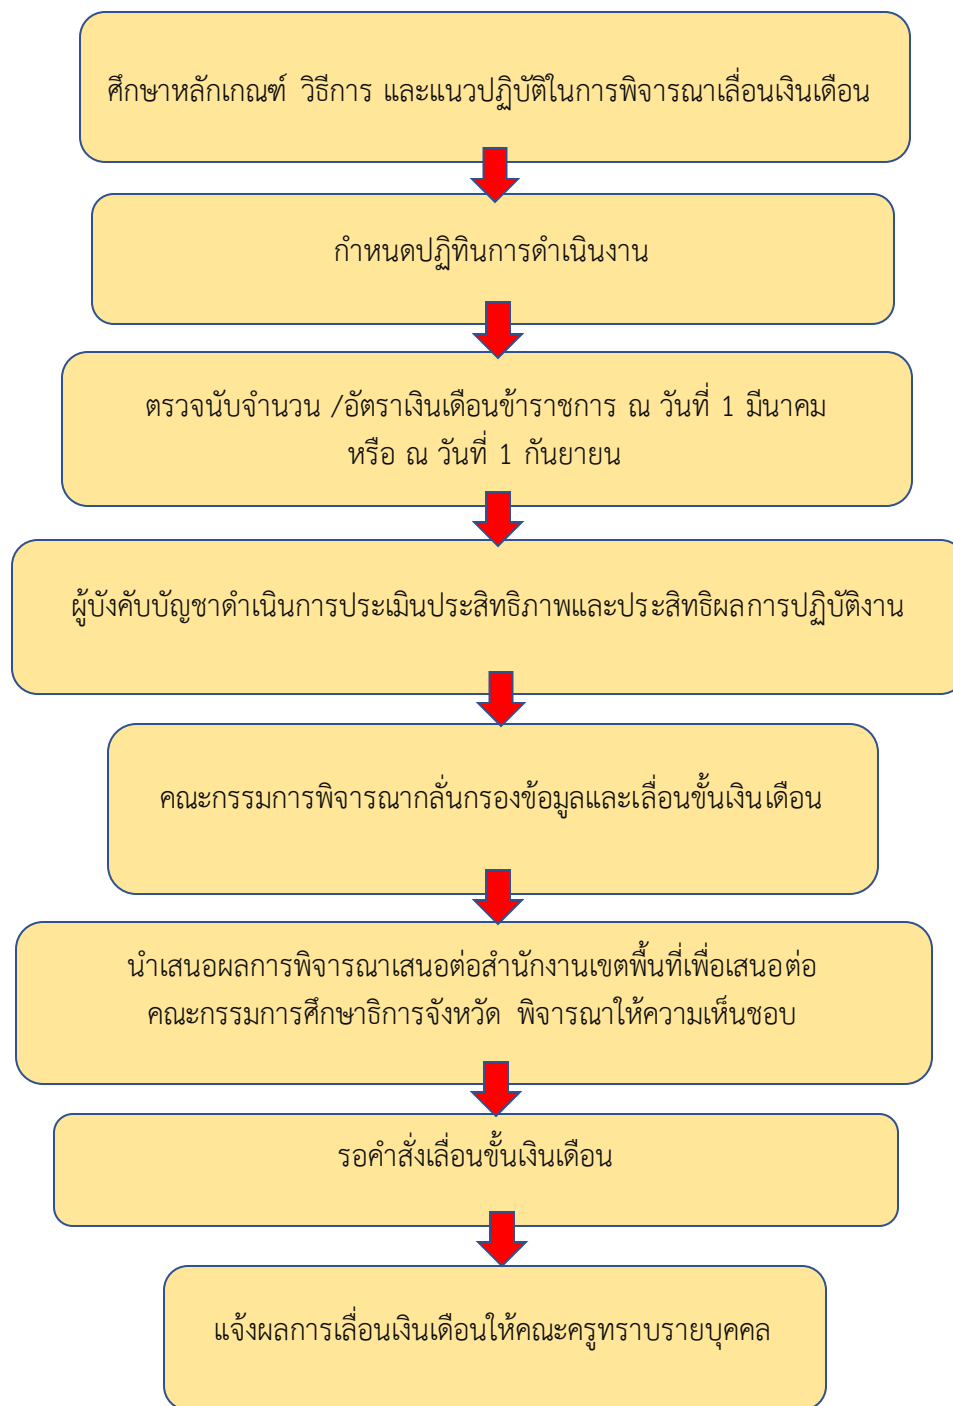 ศึกษาหลักเกณฑ์ วิธีการ และแนวปฏิบัติในการพิจารณาเลื่อนเงินเดือน
กำหนดปฏิทินการดำเนินงาน
ตรวจนับจำนวน /อัตราเงินเดือนข้าราชการ ณ วันที่ 1 มีนาคม
หรือ ณ วันที่ 1 กันยายน
ผู้บังคับบัญชาดำเนินการประเมินประสิทธิภาพและประสิทธิผลการปฏิบัติงาน
คณะกรรมการพิจารณากลั่นกรองข้อมูลและเลื่อนขั้นเงินเดือน
นำเสนอผลการพิจารณาเสนอต่อสำนักงานเขตพื้นที่เพื่อเสนอต่อ
คณะกรรมการศึกษาธิการจังหวัด พิจารณาให้ความเห็นชอบ
รอคำสั่งเลื่อนขั้นเงินเดือน
แจ้งผลการเลื่อนเงินเดือนให้คณะครูทราบรายบุคคล